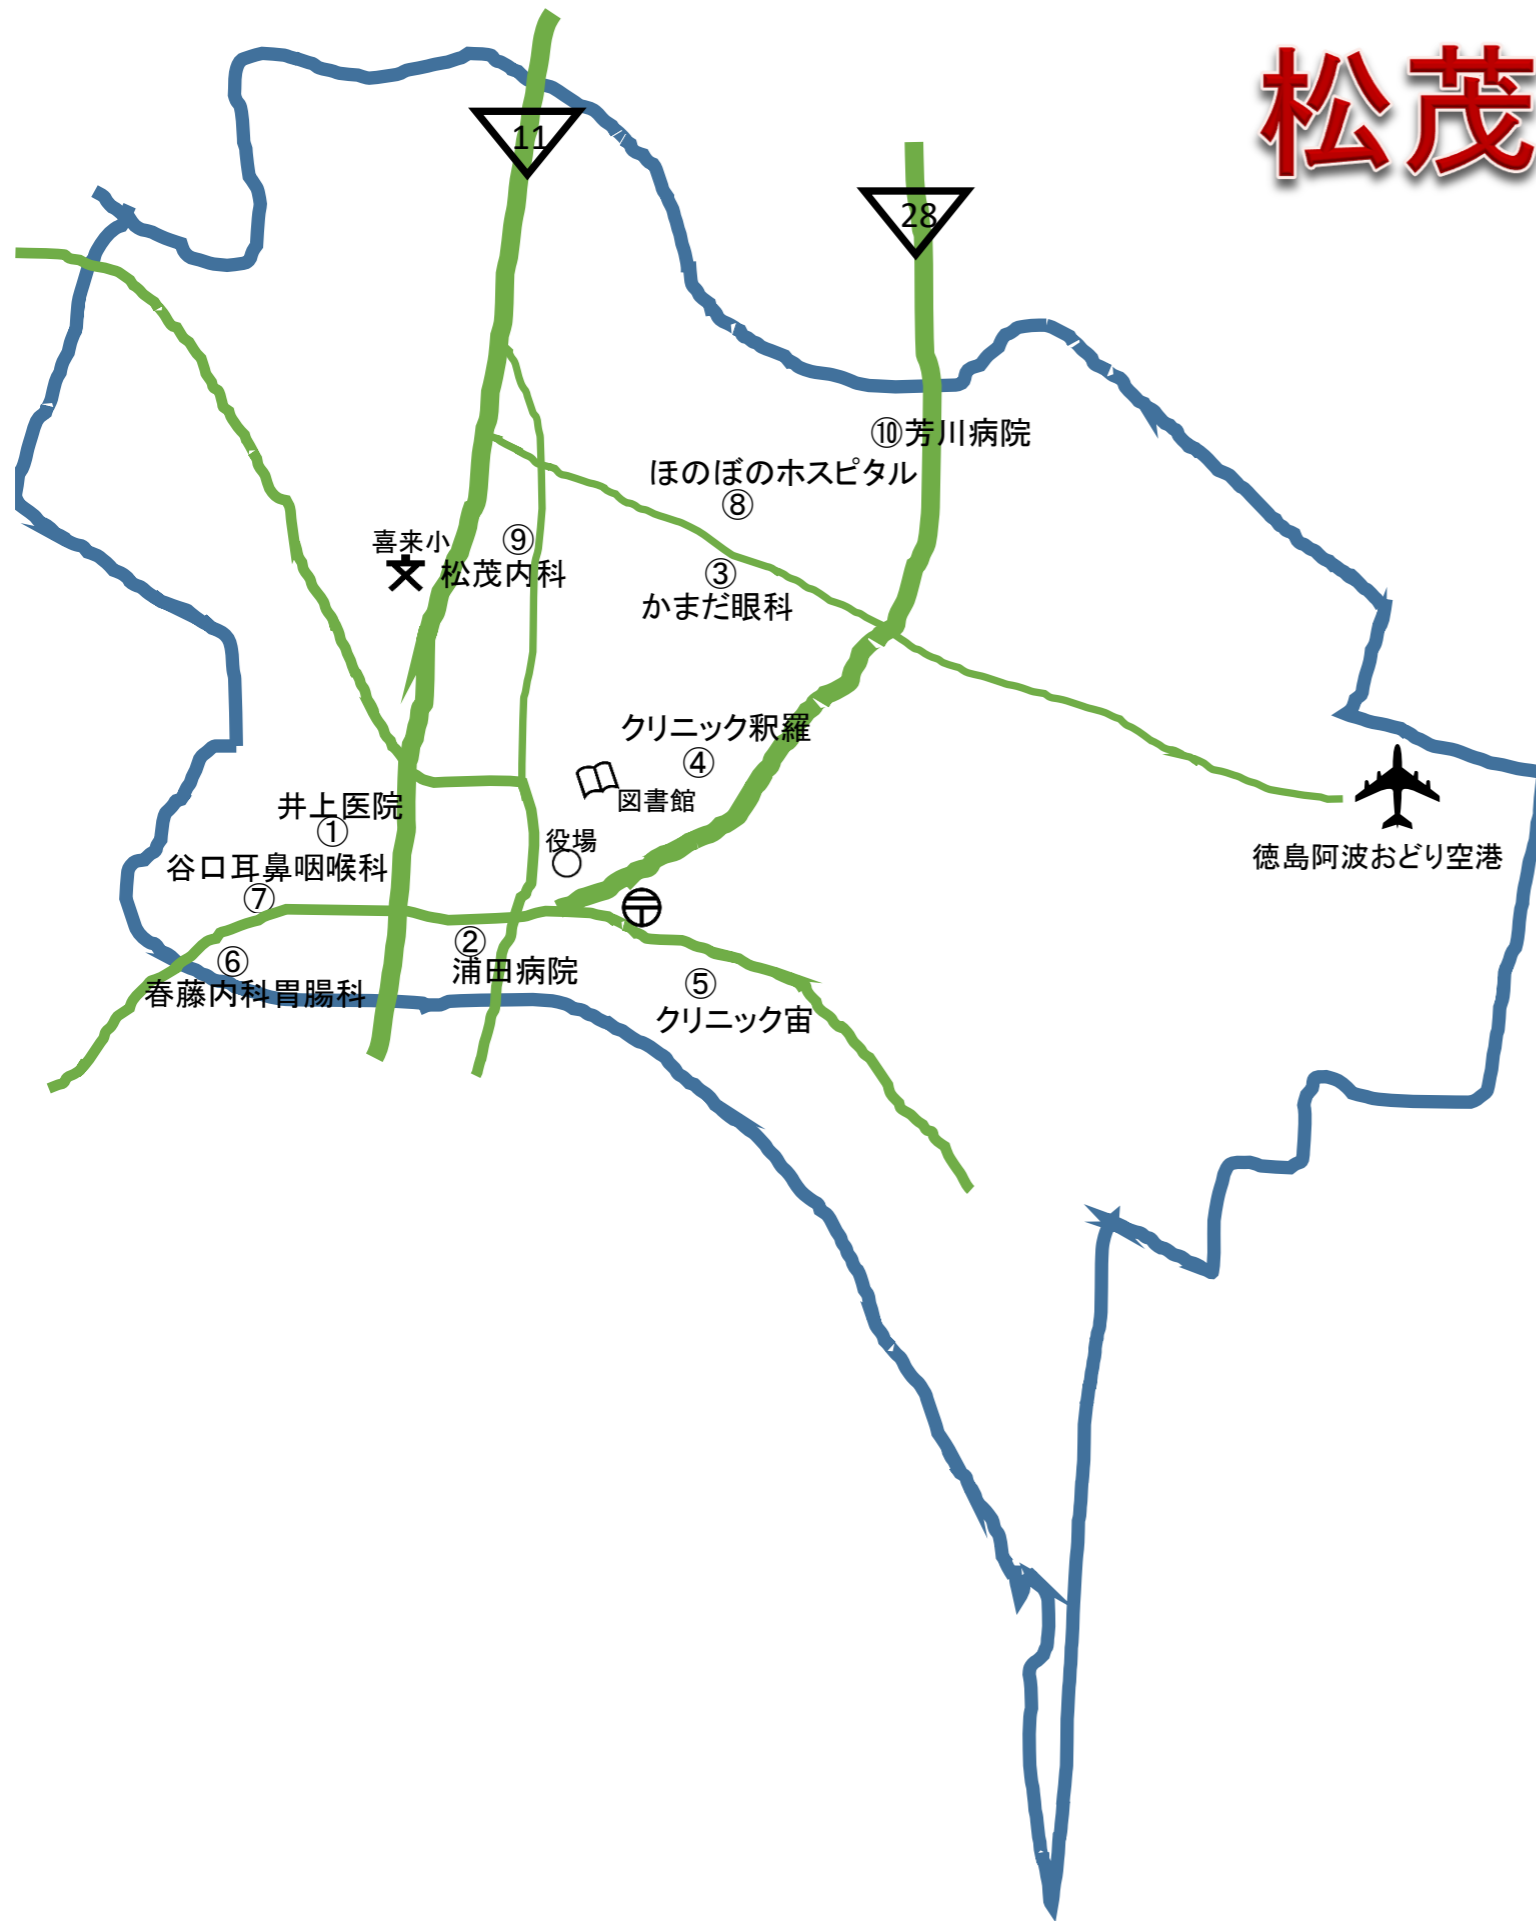 松茂
11
28
⑩芳川病院
ほのぼのホスピタル
⑧
喜来小
⑨
松茂内科
③
かまだ眼科
クリニック釈羅
④
図書館
井上医院
①
役場
谷口耳鼻咽喉科
⑦
徳島阿波おどり空港
②
浦田病院
⑥
春藤内科胃腸科
⑤
クリニック宙